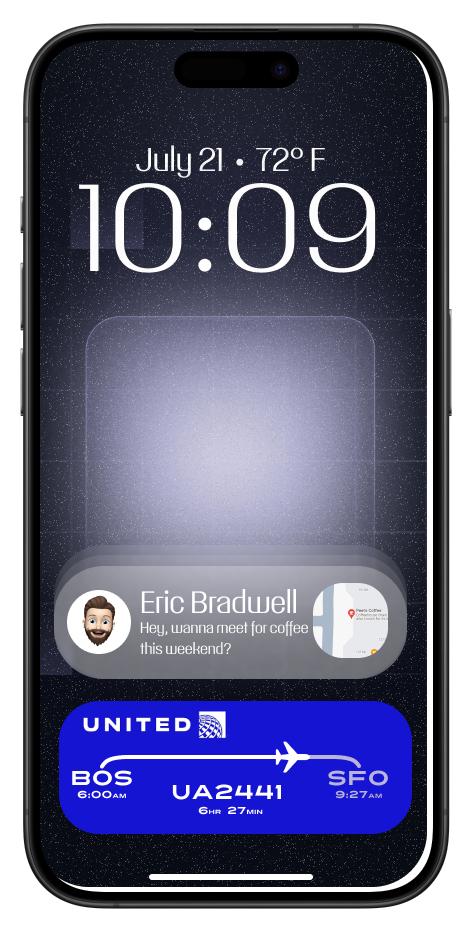 July 21 • 72° F
10:09
Eric Bradwell
Hey, wanna meet for coffee
this weekend?
Peets Coffee
UNITED
BOS
6:00AM
UA2441
6HR 27MIN
SFO
9:27AM